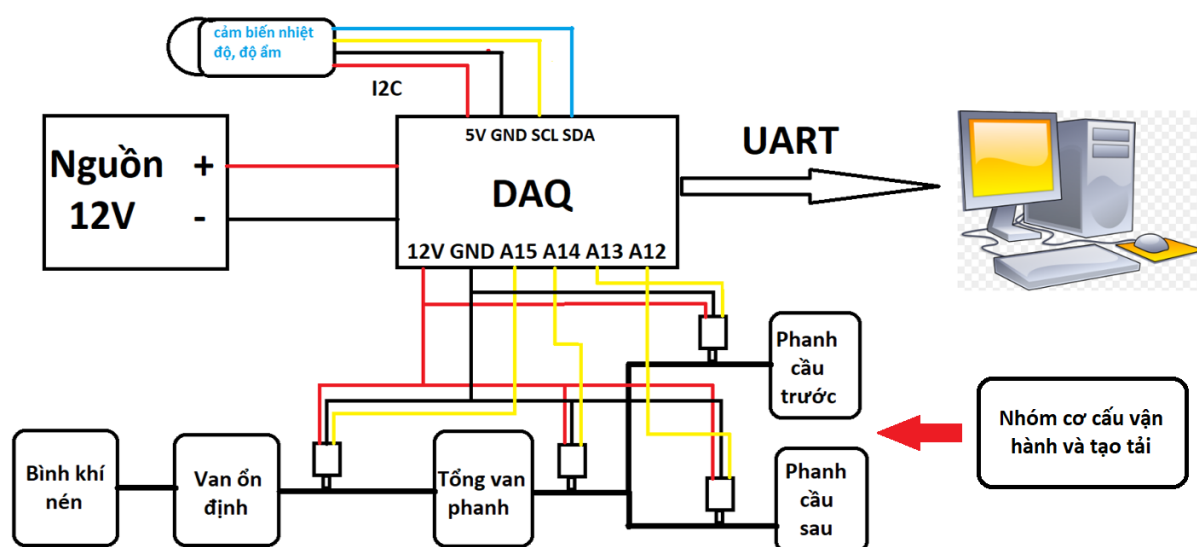 cảm biến nhiệt
độ, độ ẩm
I2C
5V GND SCL SDA
Nguồn +
12V -
DAQ
UART
12V GND A15 A14 A13 A12
Phanh
cầu
trước
Nhóm cơ cấu vận
hành và tạo tải
Bình khí
nén
Van ổn
định
Tổng van
phanh
Phanh
cầu
sau